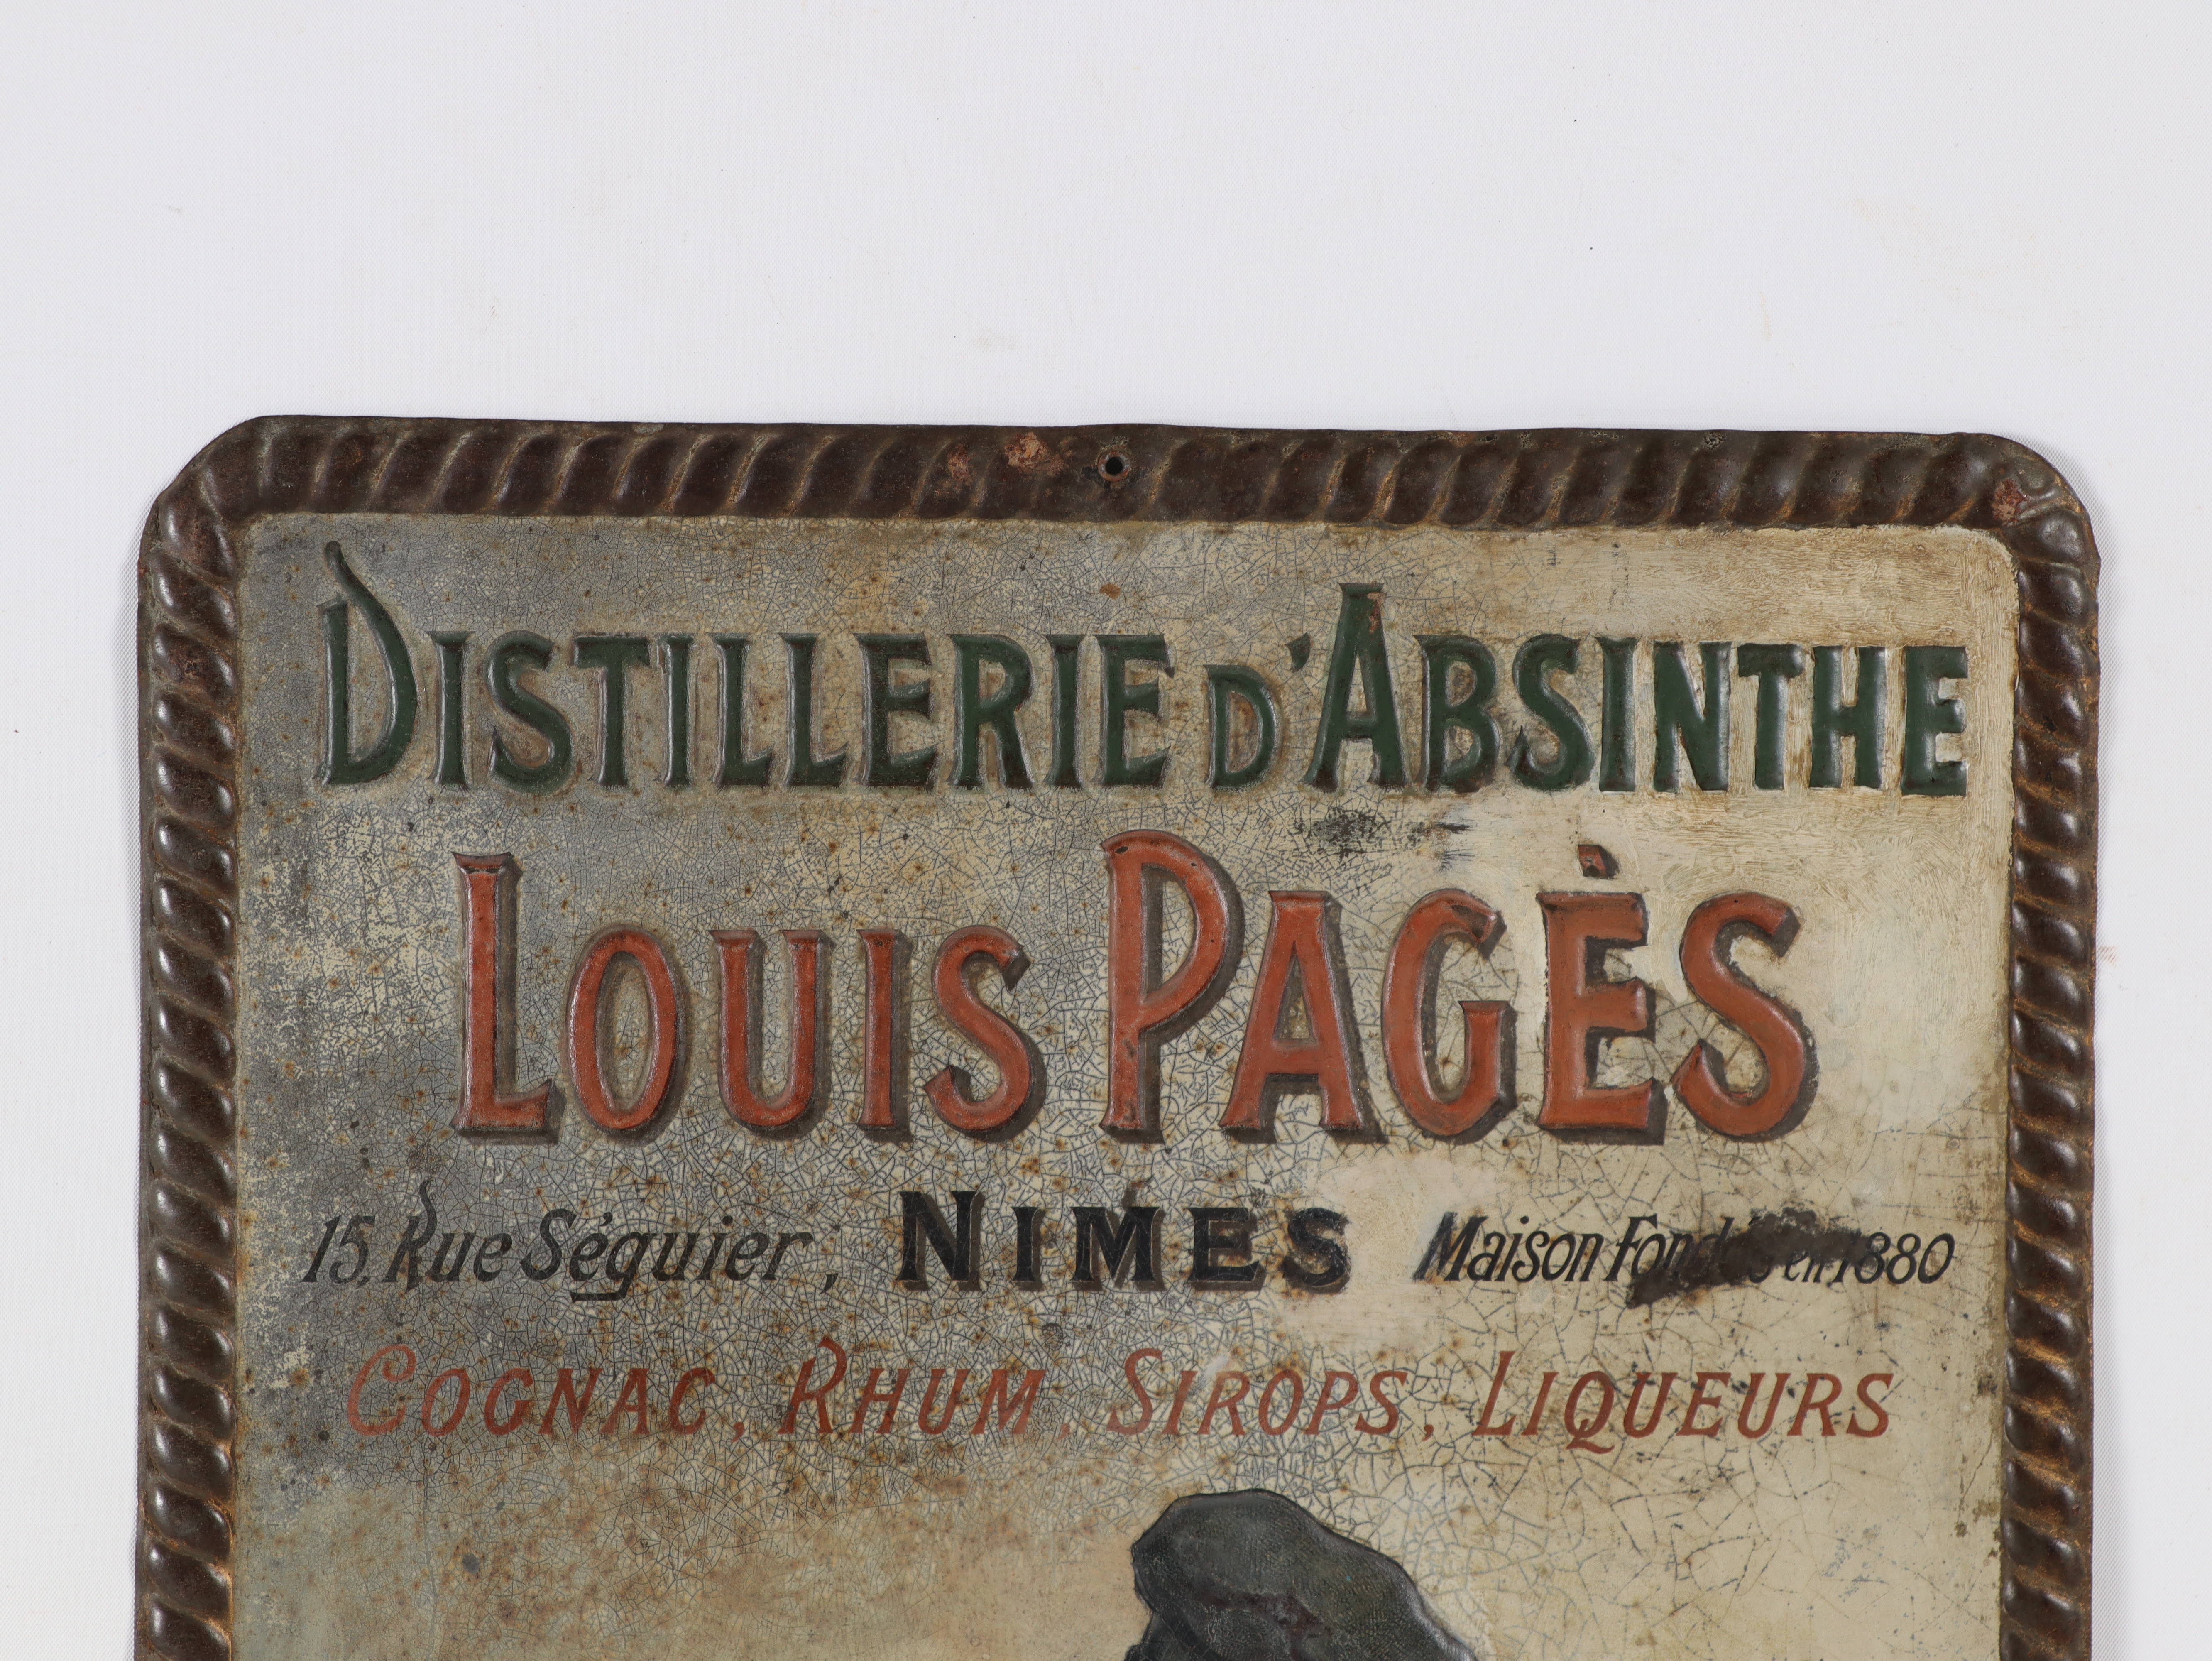 DISTILLERIE D'ABSINTHE
LOUIS PAGÈS
15, Rue Séguier, NIMES Maison Fondée en 1880
COGNAC, RHUM, SIROPS, LIQUEURS